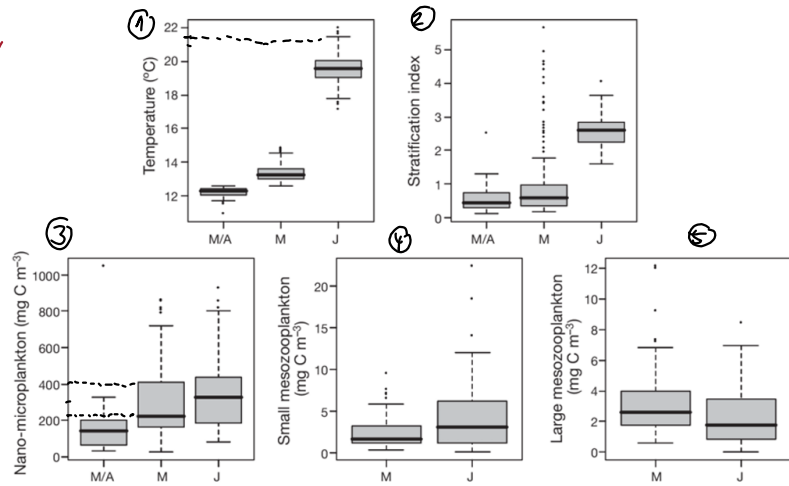 ①
②
Temperature (°C)
22
20
18
16
14
12
M/A M J
Stratification index
5
4
3
2
1
0
M/A M J
③
④
⑤
Nano-microplankton (mg C m⁻³)
1000
800
600
400
200
0
M/A M J
Small mesozooplankton
(mg C m⁻³)
20
15
10
5
0
M J
Large mesozooplankton
(mg C m⁻³)
12
10
8
6
4
2
0
M J